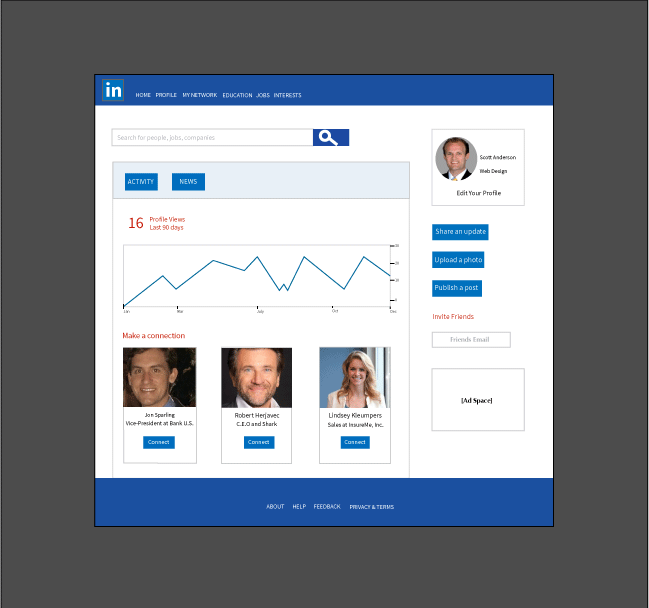 in
HOME PROFILE MY NETWORK EDUCATION JOBS INTERESTS
Search for people, jobs, companies
ACTIVITY NEWS
16 Profile Views
Last 90 days
Jan Mar July Oct Dec
Make a connection
Jon Sparling
Vice-President at Bank U.S.
Connect
Robert Herjavec
C.E.O and Shark
Connect
Lindsey Kleumpers
Sales at InsureMe, Inc.
Connect
Scott Anderson
Web Design
Edit Your Profile
Share an update
Upload a photo
Publish a post
Invite Friends
Friends Email
[Ad Space]
ABOUT HELP FEEDBACK PRIVACY & TERMS